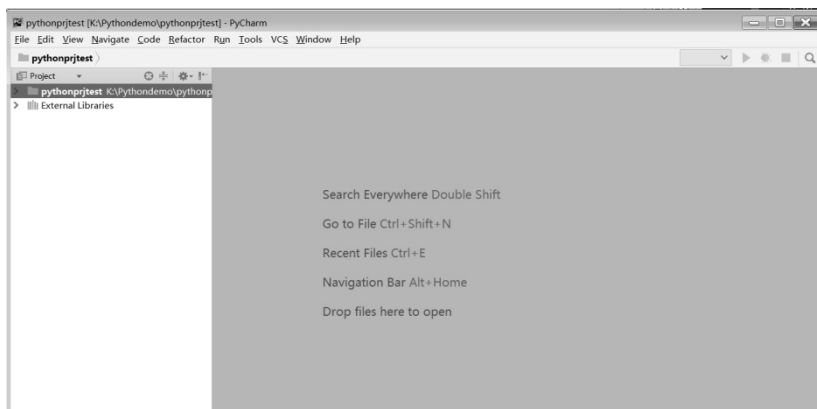 pythonprjtest [K:\Pythondemo\pythonprjtest] - PyCharm
File Edit View Navigate Code Refactor Run Tools VCS Window Help
pythonprjtest
Project
pythonprjtest K:\Pythondemo\pythonp
External Libraries
Search Everywhere Double Shift
Go to File Ctrl+Shift+N
Recent Files Ctrl+E
Navigation Bar Alt+Home
Drop files here to open